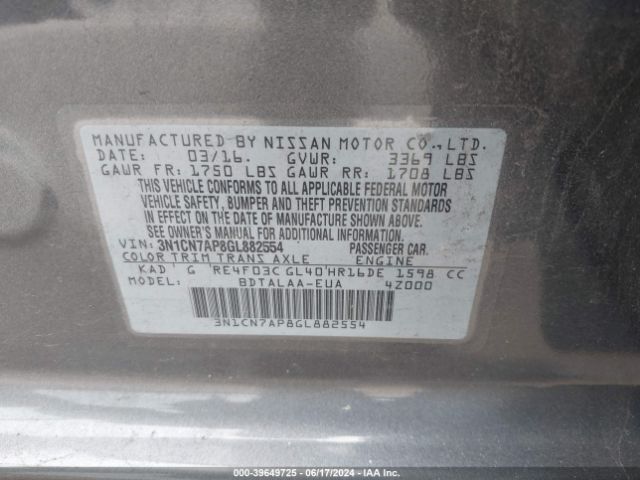 MANUFACTURED BY NISSAN MOTOR CO.,LTD.
DATE: 03/16. GVWR: 3369 LBS
GAWR FR: 1750 LBS GAWR RR: 1708 LBS
THIS VEHICLE CONFORMS TO ALL APPLICABLE FEDERAL MOTOR
VEHICLE SAFETY, BUMPER AND THEFT PREVENTION STANDARDS
IN EFFECT ON THE DATE OF MANUFACTURE SHOWN ABOVE.
SEE OWNER'S MANUAL
VIN: 3N1CN7AP8GL882554 PASSENGER CAR.
COLOR TRIM TRANS AXLE ENGINE
KAD G RE4F03C GL40 HR16DE 1598 CC
MODEL: BDTALAA-EUA 4Z000
3N1CN7AP8GL882554
000-39649725 - 06/17/2024 - IAA Inc.